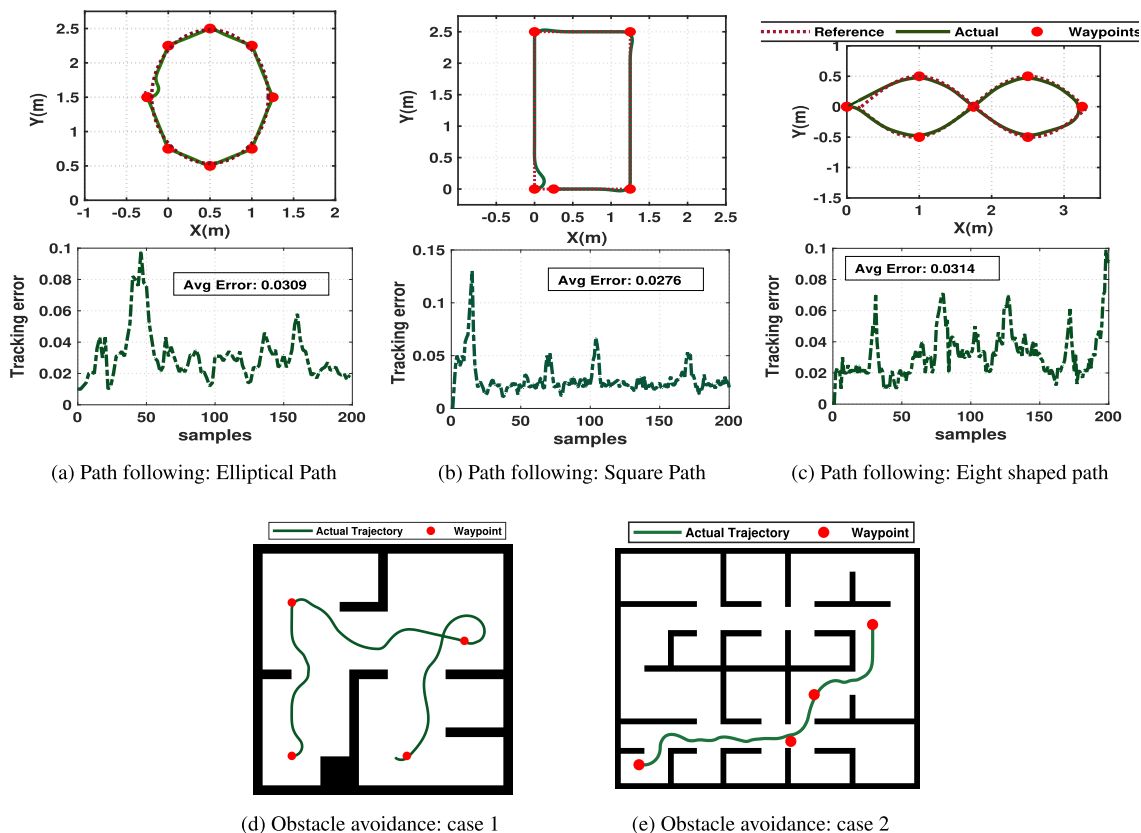 2.5
2
1.5
1
0.5
0
Y(m)
-1 -0.5 0 0.5 1 1.5 2
X(m)
2.5
2
1.5
1
0.5
0
Y(m)
-0.5 0 0.5 1 1.5 2 2.5
X(m)
Reference Actual Waypoints
1
0.5
0
-0.5
-1
-1.5
Y(m)
0 1 2 3
X(m)
0.1
0.08
0.06
0.04
0.02
0
Tracking error
Avg Error: 0.0309
0 50 100 150 200
samples
0.15
0.1
0.05
0
Tracking error
Avg Error: 0.0276
0 50 100 150 200
samples
0.1
0.08
0.06
0.04
0.02
0
Tracking error
Avg Error: 0.0314
0 50 100 150 200
samples
(a) Path following: Elliptical Path
(b) Path following: Square Path
(c) Path following: Eight shaped path
Actual Trajectory Waypoint
Actual Trajectory Waypoint
(d) Obstacle avoidance: case 1
(e) Obstacle avoidance: case 2